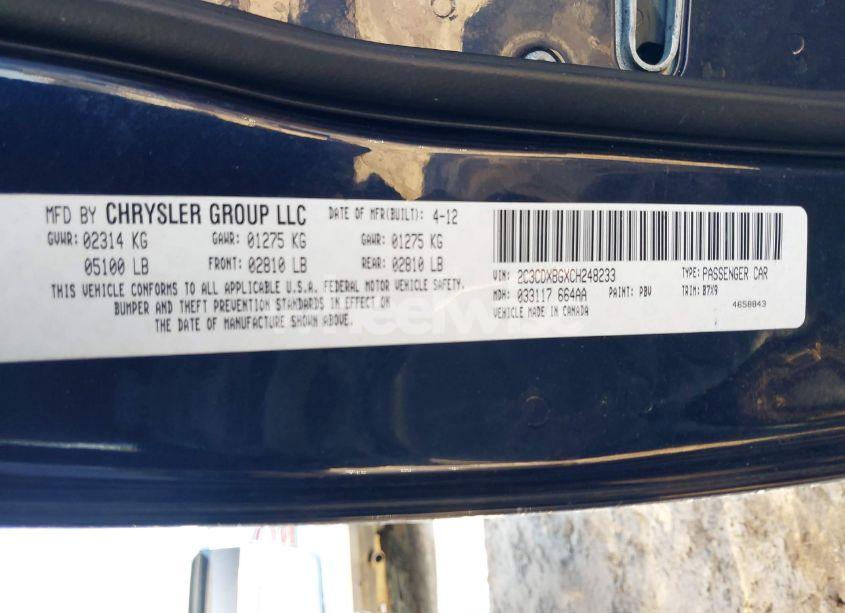 MFD BY CHRYSLER GROUP LLC DATE OF MFR(BUILT): 4-12
GVWR: 02314 KG GAWR: 01275 KG GAWR: 01275 KG
05100 LB FRONT: 02810 LB REAR: 02810 LB
THIS VEHICLE CONFORMS TO ALL APPLICABLE U.S.A. FEDERAL MOTOR VEHICLE SAFETY,
BUMPER AND THEFT PREVENTION STANDARDS IN EFFECT ON
THE DATE OF MANUFACTURE SHOWN ABOVE.
VIN: 2C3CDXBGXCH248233 TYPE: PASSENGER CAR
MDH: 033117 664AA PAINT: PBV TRIM: B7X9
VEHICLE MADE IN CANADA 4658843